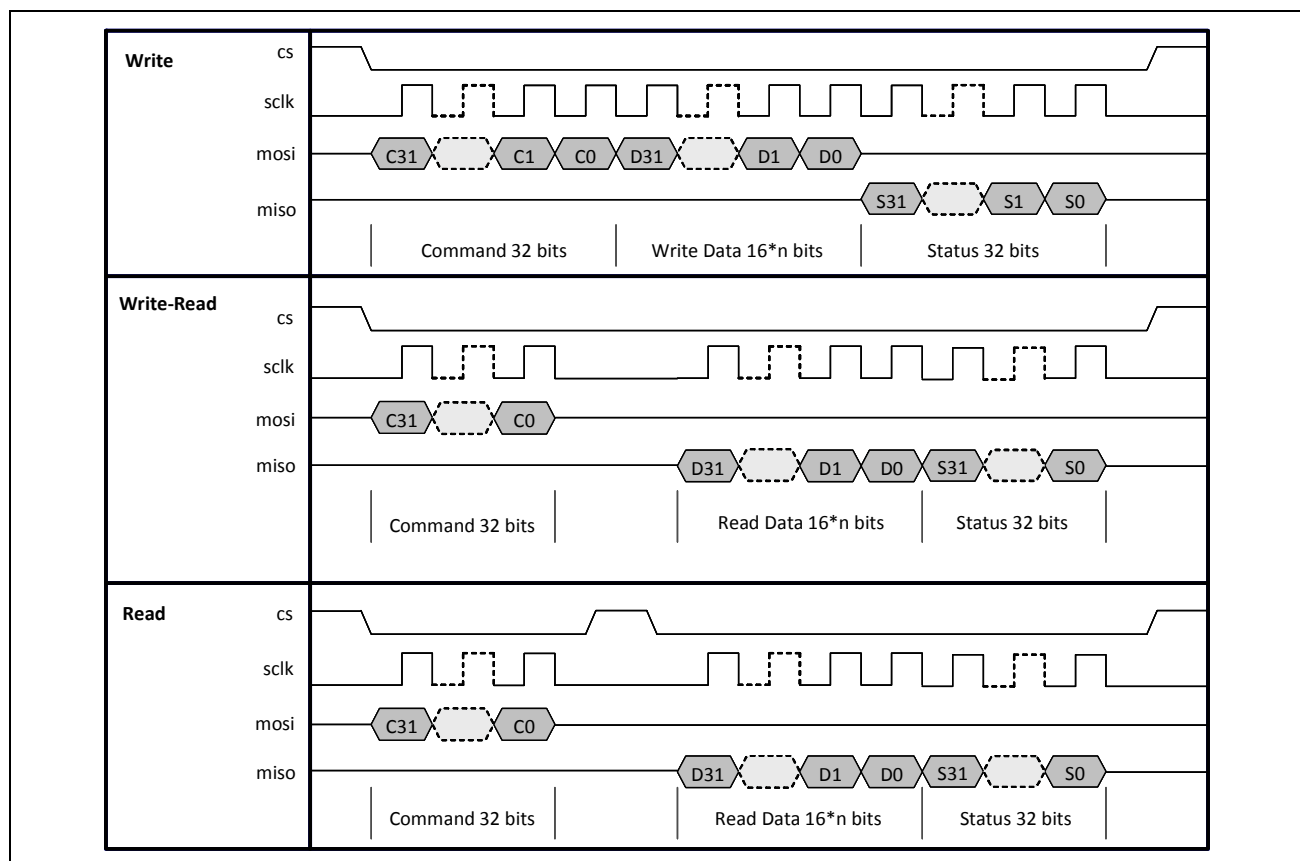 Write
cs
sclk
mosi C31 C1 C0 D31 D1 D0
miso S31 S1 S0
Command 32 bits Write Data 16*n bits Status 32 bits
Write-Read
cs
sclk
mosi C31 C0
miso D31 D1 D0 S31 S0
Command 32 bits Read Data 16*n bits Status 32 bits
Read
cs
sclk
mosi C31 C0
miso D31 D1 D0 S31 S0
Command 32 bits Read Data 16*n bits Status 32 bits